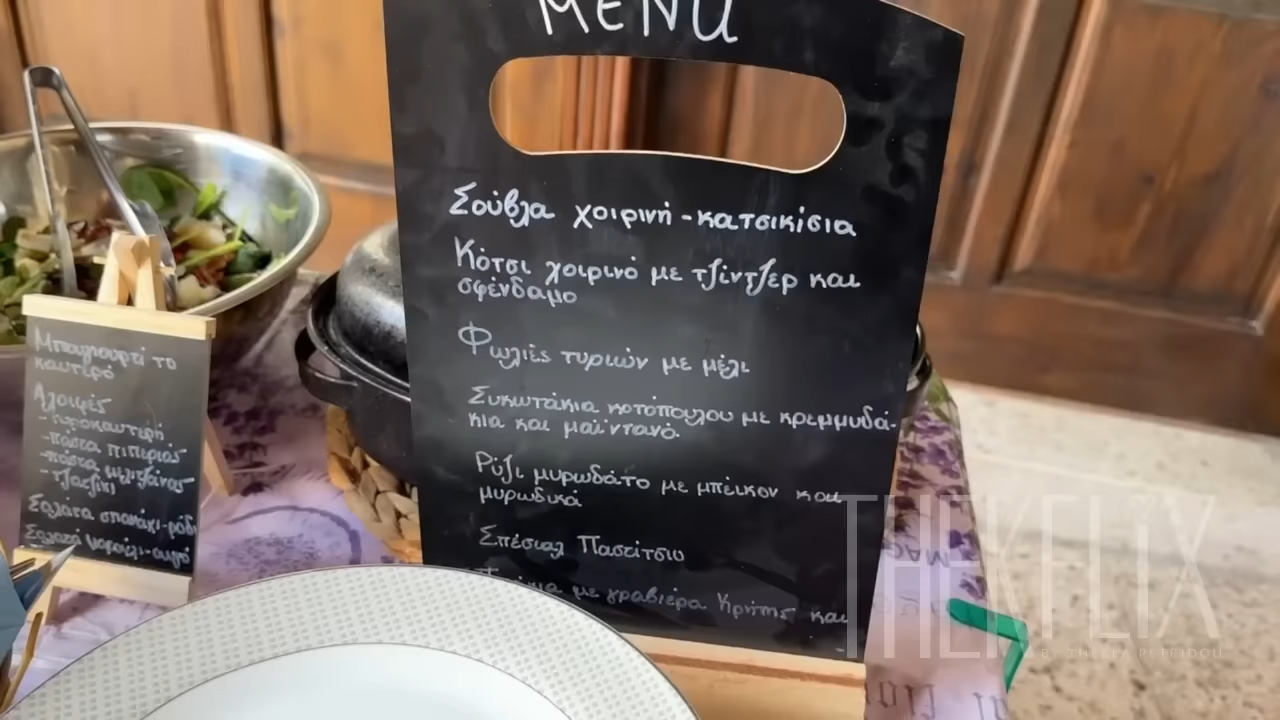 MENU
Σούβλα χοιρινή - κατσικίσια
Κότσι χοιρινό με τζίντζερ και
σφένδαμο
Φωλιές τυριών με μέλι
Συκωτάκια κοτόπουλου με κρεμμυδά-
κια και μαϊντανό.
Ρύζι μυρωδάτο με μπέικον και
μυρωδικά
Σπέσιαλ Παστίτσιο
με γραβιέρα Κρήτης και
Μπαγιουρτί το
καυτερό
Αλοιφές
- τυροκαυτερή
- πάστα πιπεριάς
- πάστα μελιτζάνας
- τζατζίκι
Σαλάτα σπανάκι - ρόδι
Σαλάτα μαρούλι - αυγό
THEKFLIX